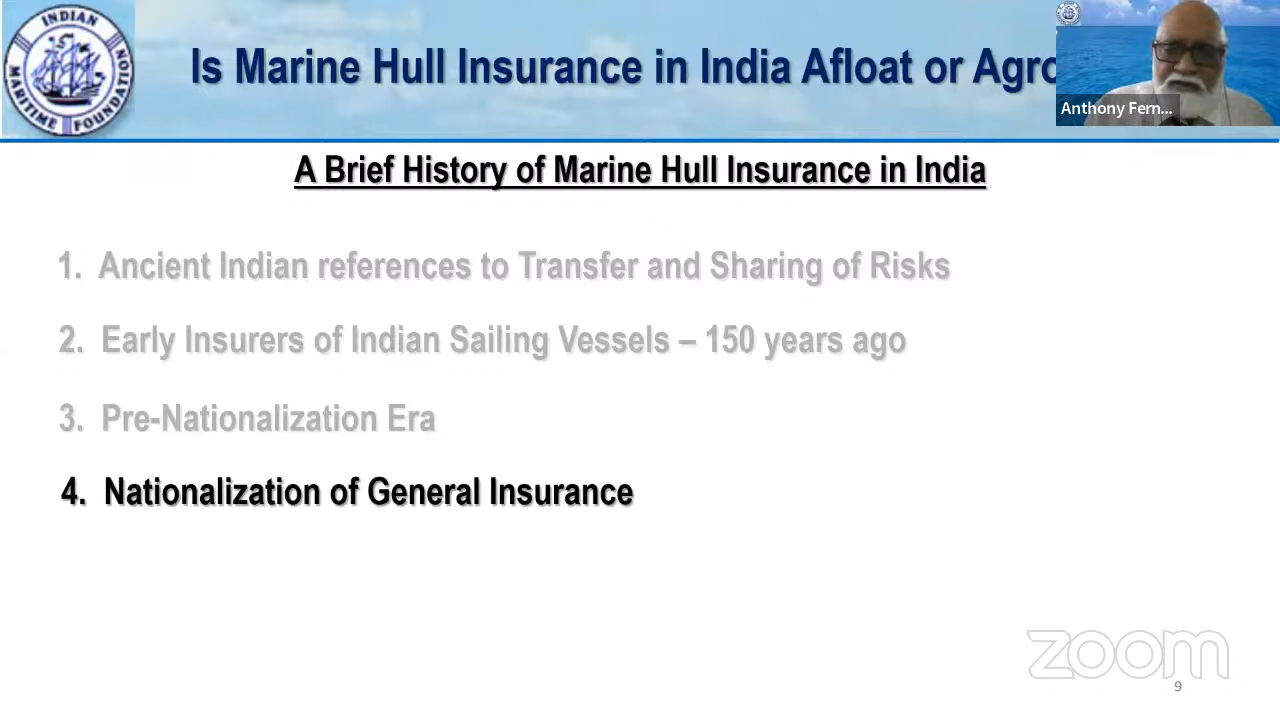 INDIAN
MARITIME
FOUNDATION
Is Marine Hull Insurance in India Afloat or Agro
Anthony Fern...
A Brief History of Marine Hull Insurance in India
1. Ancient Indian references to Transfer and Sharing of Risks
2. Early Insurers of Indian Sailing Vessels – 150 years ago
3. Pre-Nationalization Era
4. Nationalization of General Insurance
zoom
9